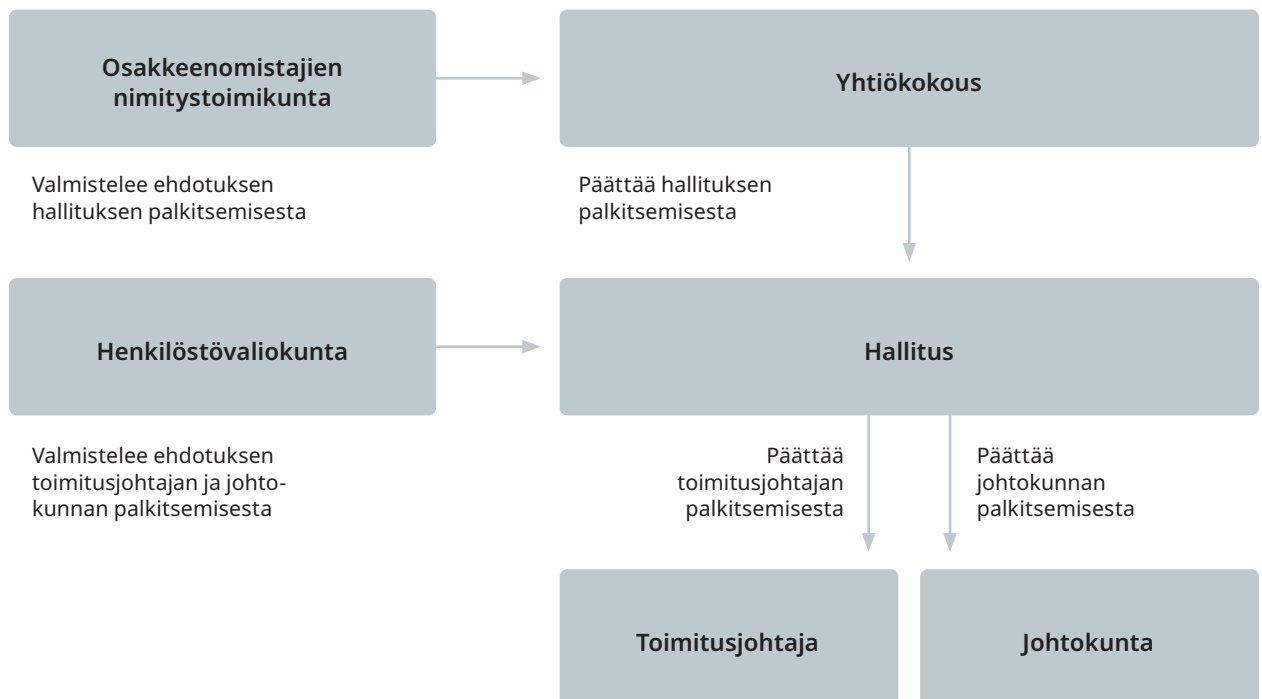 Osakkeenomistajien
nimitystoimikunta
Yhtiökokous
Valmistelee ehdotuksen
hallituksen palkitsemisesta
Päättää hallituksen
palkitsemisesta
Henkilöstövaliokunta
Hallitus
Valmistelee ehdotuksen
toimitusjohtajan ja johto-
kunnan palkitsemisesta
Päättää
toimitusjohtajan
palkitsemisesta
Päättää
johtokunnan
palkitsemisesta
Toimitusjohtaja
Johtokunta